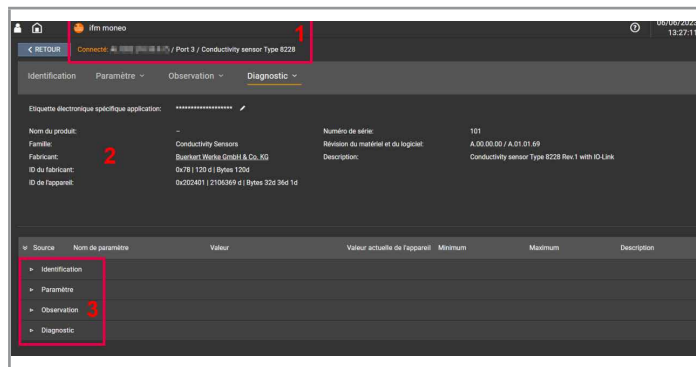 ifm moneo
1
06/06/2023
13:27:11
< RETOUR
Connecté:
/ Port 3 / Conductivity sensor Type 8228
Identification Paramètre Observation Diagnostic
Etiquette électronique spécifique application: *******************
Nom du produit: – Numéro de série: 101
Famille: Conductivity Sensors Révision du matériel et du logiciel: A.00.00.00 / A.01.01.69
Fabricant: Buerkert Werke GmbH & Co. KG Description: Conductivity sensor Type 8228 Rev.1 with IO-Link
2
ID du fabricant: 0x78 | 120 d | Bytes 120d
ID de l'appareil: 0x202401 | 2106369 d | Bytes 32d 36d 1d
Source Nom de paramètre Valeur Valeur actuelle de l'appareil Minimum Maximum Description
Identification
Paramètre
Observation
3
Diagnostic